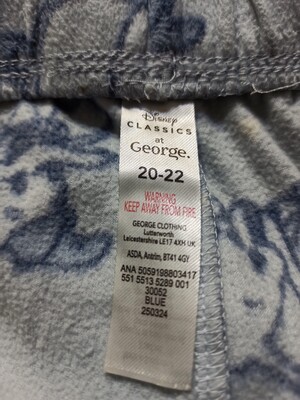 Disney
CLASSICS
at
George.
20-22
WARNING
KEEP AWAY FROM FIRE
GEORGE CLOTHING
Lutterworth
Leicestershire LE17 4XH UK
ASDA, Antrim, BT41 4GY
ANA 5059198803417
551 5513 5289 001
30052
BLUE
250324